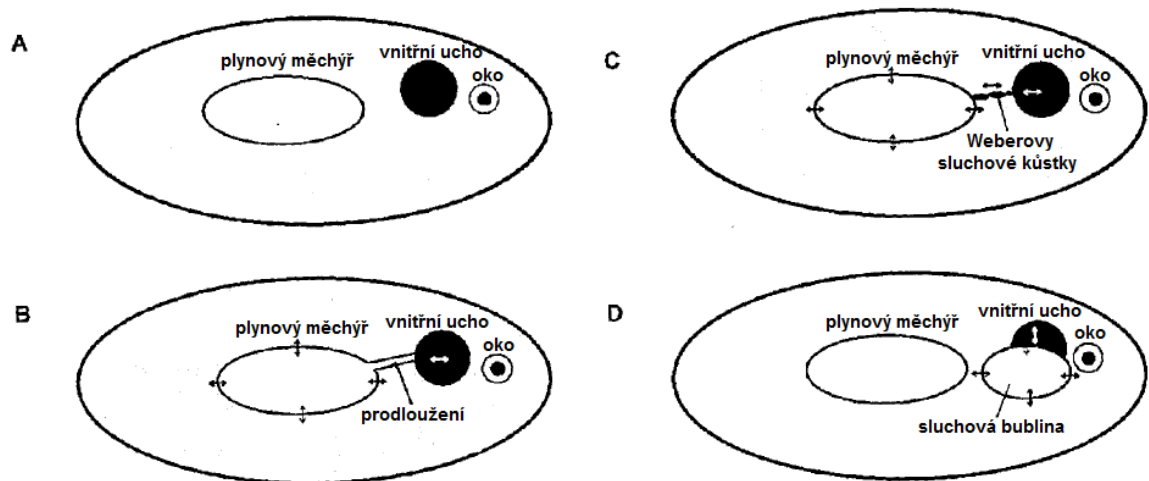 A
plynový měchýř
vnitřní ucho
oko
B
plynový měchýř
vnitřní ucho
oko
prodloužení
C
plynový měchýř
vnitřní ucho
oko
Weberovy
sluchové kůstky
D
plynový měchýř
vnitřní ucho
oko
sluchová bublina